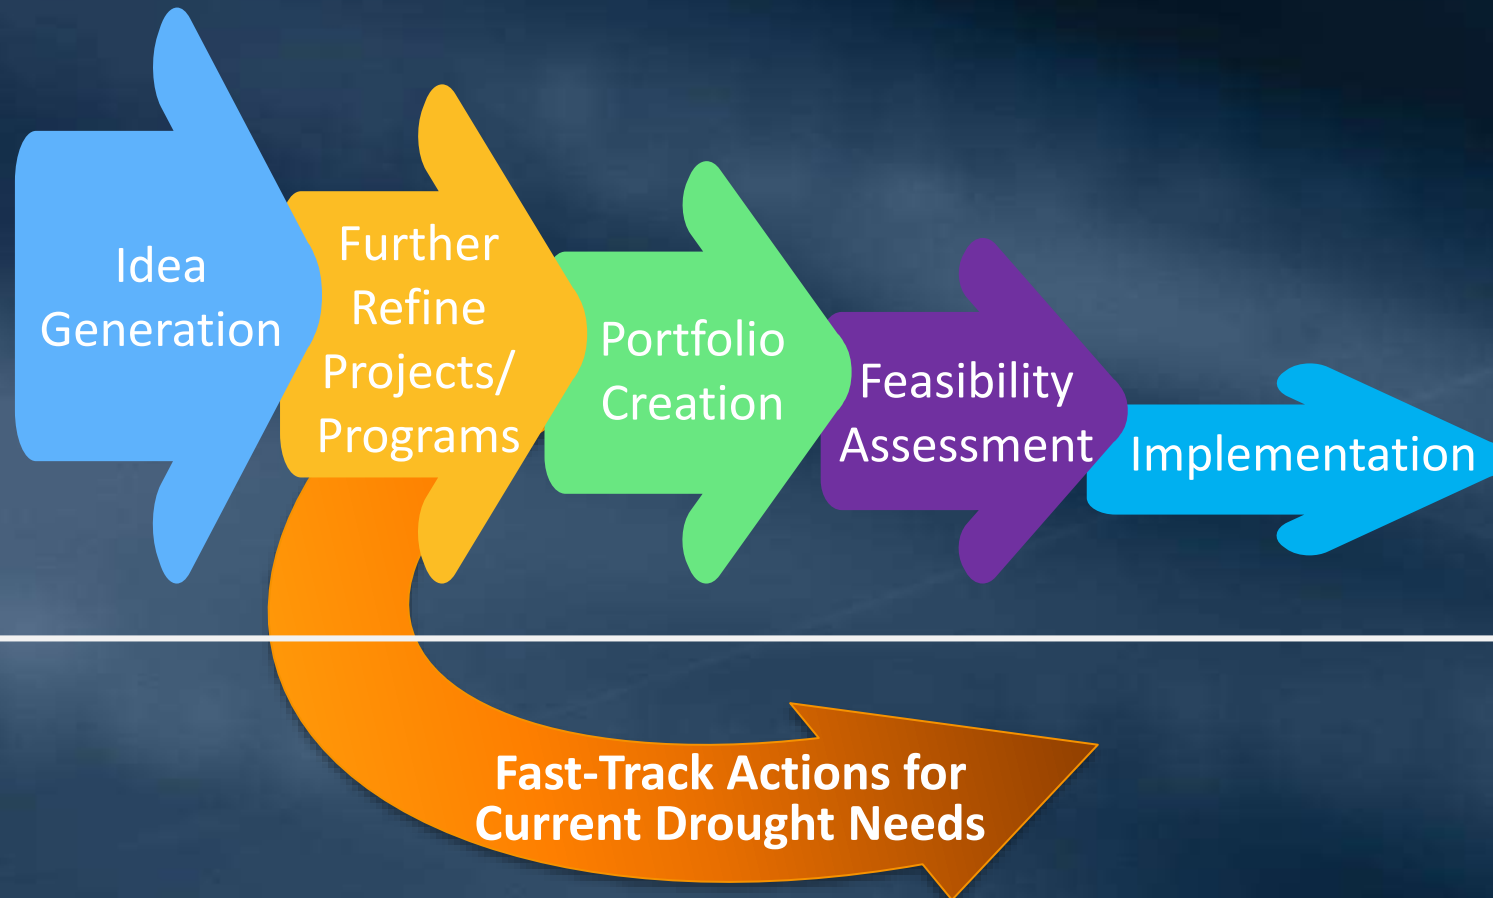 Idea
Generation
Further
Refine
Projects/
Programs
Portfolio
Creation
Feasibility
Assessment
Implementation
Fast-Track Actions for
Current Drought Needs